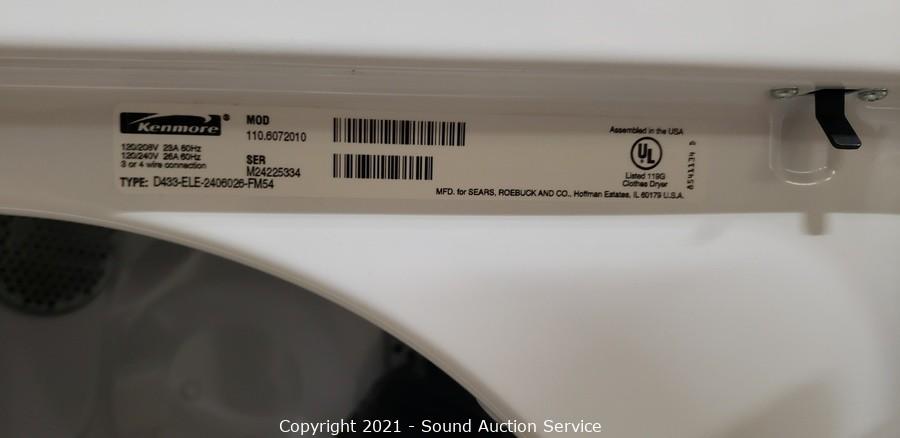 Kenmore®
120/208V 23A 60Hz
120/240V 26A 60Hz
3 or 4 wire connection
TYPE: D433-ELE-2406026-FM54
MOD
110.6072010
SER
M24225334
Assembled in the USA
UL
Listed 119G
Clothes Dryer
MFD. for SEARS, ROEBUCK AND CO., Hoffman Estates, IL 60179 U.S.A.
8541134 D
Copyright 2021 - Sound Auction Service